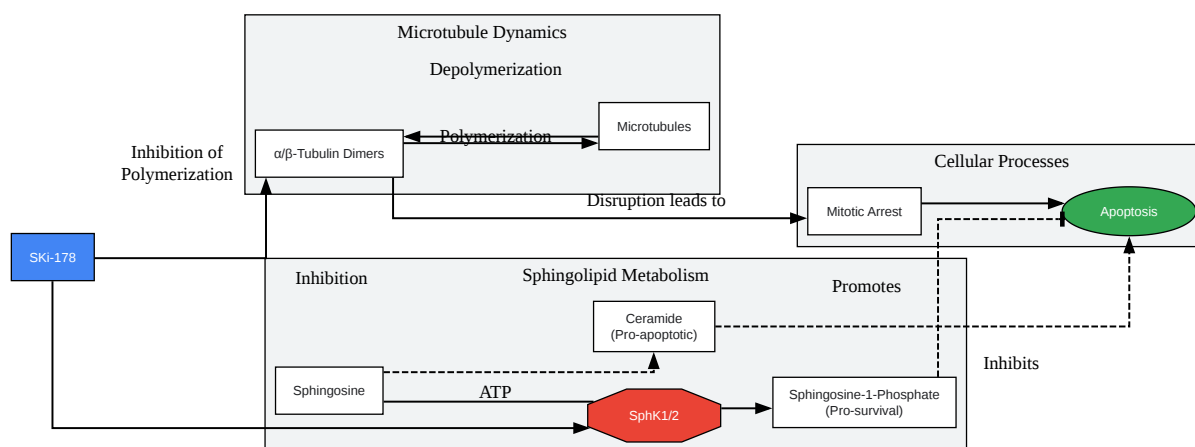 Microtubule Dynamics
Depolymerization
Polymerization
Microtubules
α/β-Tubulin Dimers
Inhibition of
Polymerization
Disruption leads to
Cellular Processes
Mitotic Arrest
Apoptosis
SKi-178
Inhibition
Sphingolipid Metabolism
Promotes
Ceramide
(Pro-apoptotic)
Inhibits
Sphingosine
ATP
SphK1/2
Sphingosine-1-Phosphate
(Pro-survival)